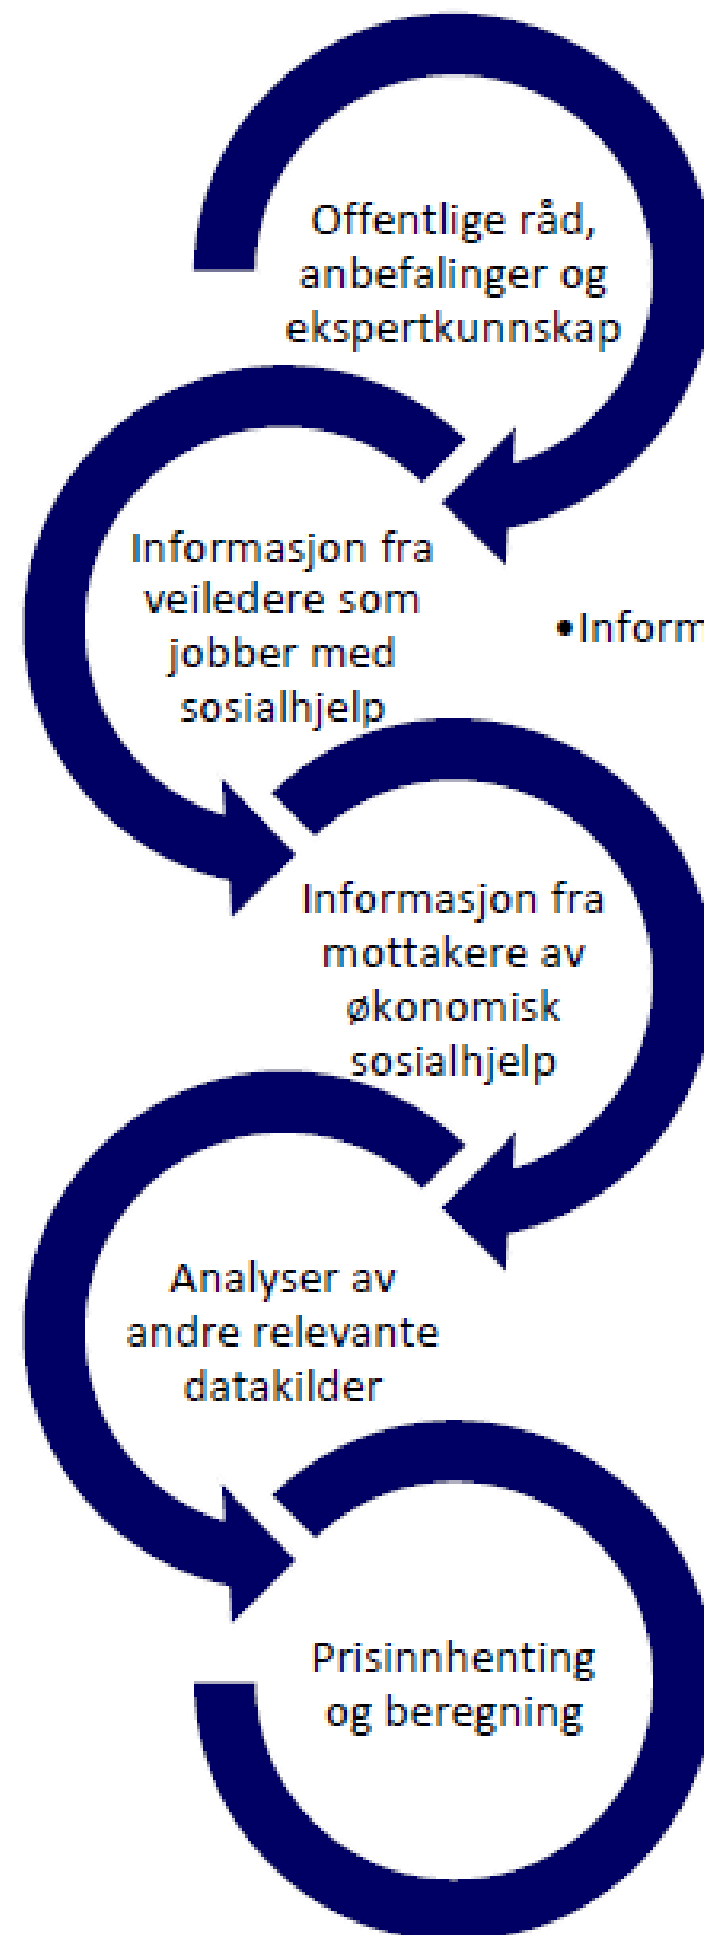 Offentlige råd,
anbefalinger og
ekspertkunnskap
Informasjon fra
veiledere som
jobber med
sosialhjelp
•Inform
Informasjon fra
mottakere av
økonomisk
sosialhjelp
Analyser av
andre relevante
datakilder
Prisinnhenting
og beregning